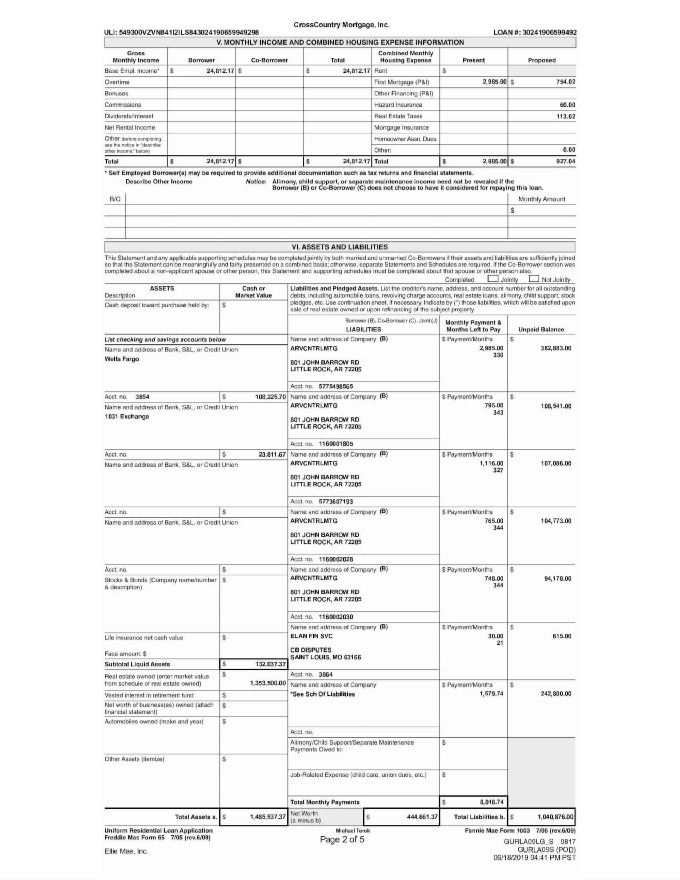 CrossCountry Mortgage, Inc.
ULI: 549300VZVN841I2ILS84302419065949298 LOAN #: 30241906599492
V. MONTHLY INCOME AND COMBINED HOUSING EXPENSE INFORMATION
Gross Monthly Income Borrower Co-Borrower Total Combined Monthly Housing Expense Present Proposed
Base Empl. Income* $ 24,812.17 $ $ 24,812.17 Rent $
Overtime First Mortgage (P&I) 2,985.00 $ 754.02
Bonuses Other Financing (P&I)
Commissions Hazard Insurance 60.00
Dividends/Interest Real Estate Taxes 113.02
Net Rental Income Mortgage Insurance
Other (before completing, see the notice in "describe other income," below) Homeowner Assn. Dues
Other: 0.00
Total $ 24,812.17 $ $ 24,812.17 Total $ 2,985.00 $ 927.04
* Self Employed Borrower(s) may be required to provide additional documentation such as tax returns and financial statements.
Describe Other Income Notice: Alimony, child support, or separate maintenance income need not be revealed if the
Borrower (B) or Co-Borrower (C) does not choose to have it considered for repaying this loan.
B/C Monthly Amount
$
VI. ASSETS AND LIABILITIES
This Statement and any applicable supporting schedules may be completed jointly by both married and unmarried Co-Borrowers if their assets and liabilities are sufficiently joined
so that the Statement can be meaningfully and fairly presented on a combined basis; otherwise, separate Statements and Schedules are required. If the Co-Borrower section was
completed about a non-applicant spouse or other person, this Statement and supporting schedules must be completed about that spouse or other person also.
Completed Jointly Not Jointly
ASSETS
Description
Cash or
Market Value
Cash deposit toward purchase held by: $
Liabilities and Pledged Assets. List the creditor's name, address, and account number for all outstanding
debts, including automobile loans, revolving charge accounts, real estate loans, alimony, child support, stock
pledges, etc. Use continuation sheet, if necessary. Indicate by (*) those liabilities, which will be satisfied upon
sale of real estate owned or upon refinancing of the subject property.
Borrower (B), Co-Borrower (C), Joint (J)
LIABILITIES
Monthly Payment &
Months Left to Pay
Unpaid Balance
List checking and savings accounts below
Name and address of Bank, S&L, or Credit Union
Wells Fargo
Name and address of Company (B) $ Payment/Months $
ARVCNTRLMTG 2,985.00 382,883.00
330
801 JOHN BARROW RD
LITTLE ROCK, AR 72205
Acct. no. 5775498565
Acct. no. 3854 $ 108,225.70
Name and address of Bank, S&L, or Credit Union
1031 Exchange
Name and address of Company (B) $ Payment/Months $
ARVCNTRLMTG 795.00 108,541.00
343
801 JOHN BARROW RD
LITTLE ROCK, AR 72205
Acct. no. 1160001805
Acct. no. $ 23,811.67
Name and address of Bank, S&L, or Credit Union
Name and address of Company (B) $ Payment/Months $
ARVCNTRLMTG 1,116.00 107,086.00
327
801 JOHN BARROW RD
LITTLE ROCK, AR 72205
Acct. no. 5773607193
Acct. no. $
Name and address of Bank, S&L, or Credit Union
Name and address of Company (B) $ Payment/Months $
ARVCNTRLMTG 765.00 104,773.00
344
801 JOHN BARROW RD
LITTLE ROCK, AR 72205
Acct. no. 1160002028
Acct. no. $
Stocks & Bonds (Company name/number $
& description)
Name and address of Company (B) $ Payment/Months $
ARVCNTRLMTG 748.00 94,178.00
344
801 JOHN BARROW RD
LITTLE ROCK, AR 72205
Acct. no. 1160002030
Life insurance net cash value $
Face amount: $
Name and address of Company (B) $ Payment/Months $
ELAN FIN SVC 30.00 615.00
21
CB DISPUTES
SAINT LOUIS, MO 63166
Acct. no. 3864
Subtotal Liquid Assets $ 132,037.37
Real estate owned (enter market value $
from schedule of real estate owned) 1,353,500.00
Vested interest in retirement fund $
Net worth of business(es) owned (attach $
financial statement)
Automobiles owned (make and year) $
Name and address of Company $ Payment/Months $
*See Sch Of Liabilities 1,579.74 242,800.00
Acct. no.
Alimony/Child Support/Separate Maintenance $
Payments Owed to:
Other Assets (itemize) $
Job-Related Expense (child care, union dues, etc.) $
Total Monthly Payments $ 8,018.74
Total Assets a. $ 1,485,537.37 Net Worth (a minus b) $ 444,661.37 Total Liabilities b. $ 1,040,876.00
Uniform Residential Loan Application Michael Torok Fannie Mae Form 1003 7/05 (rev.6/09)
Freddie Mac Form 65 7/05 (rev.6/09)
Page 2 of 5
GURLA09LG_S 0817
Ellie Mae, Inc. GURLA09S (POD)
06/18/2019 04:41 PM PST